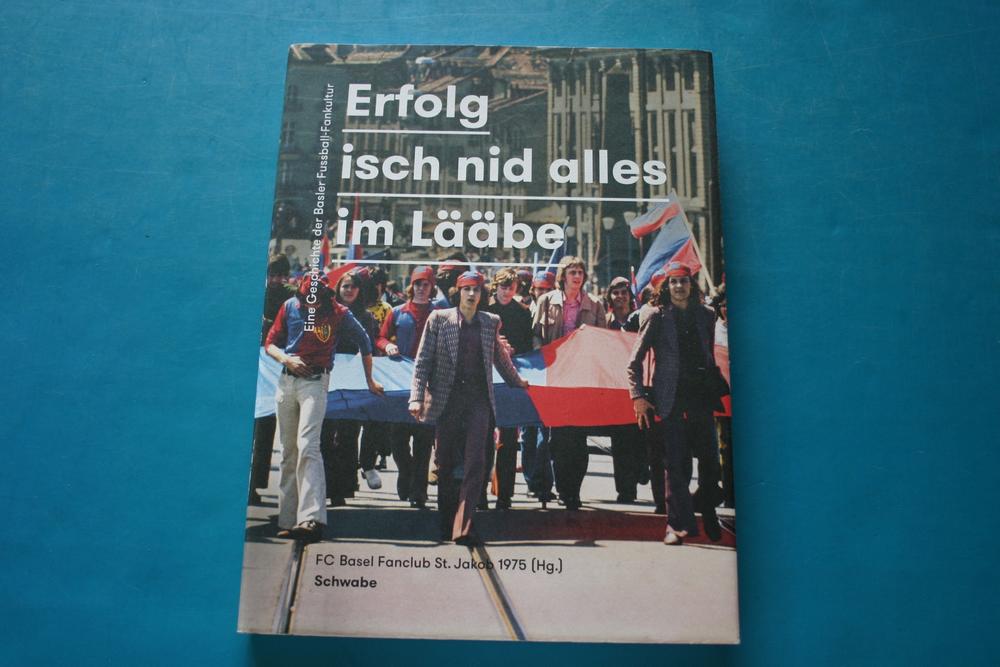 Erfolg
isch nid alles
im Lääbe
Eine Geschichte der Basler Fussball-Fankultur
FC Basel Fanclub St. Jakob 1975 (Hg.)
Schwabe